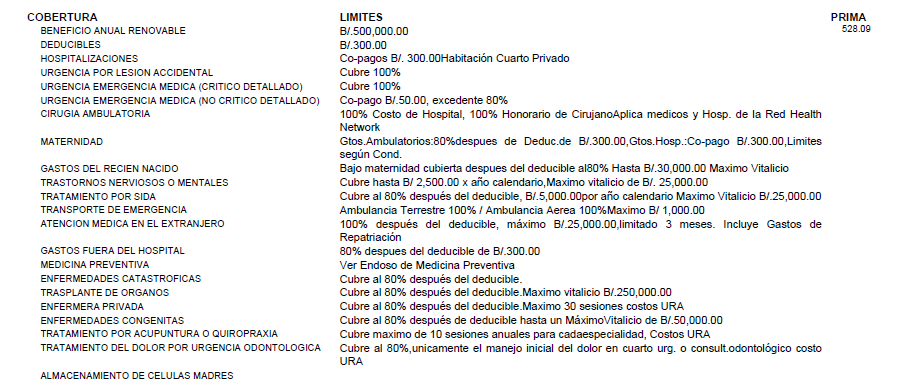 COBERTURA LIMITES PRIMA
BENEFICIO ANUAL RENOVABLE B/.500,000.00 528.09
DEDUCIBLES B/.300.00
HOSPITALIZACIONES Co-pagos B/. 300.00Habitación Cuarto Privado
URGENCIA POR LESION ACCIDENTAL Cubre 100%
URGENCIA EMERGENCIA MEDICA (CRITICO DETALLADO) Cubre 100%
URGENCIA EMERGENCIA MEDICA (NO CRITICO DETALLADO) Co-pago B/.50.00, excedente 80%
CIRUGIA AMBULATORIA 100% Costo de Hospital, 100% Honorario de CirujanoAplica medicos y Hosp. de la Red Health
Network
MATERNIDAD Gtos.Ambulatorios:80%despues de Deduc.de B/.300.00,Gtos.Hosp.:Co-pago B/.300.00,Limites
según Cond.
GASTOS DEL RECIEN NACIDO Bajo maternidad cubierta despues del deducible al80% Hasta B/.30,000.00 Maximo Vitalicio
TRASTORNOS NERVIOSOS O MENTALES Cubre hasta B/ 2,500.00 x año calendario,Maximo vitalicio de B/. 25,000.00
TRATAMIENTO POR SIDA Cubre al 80% después del deducible, B/.5,000.00por año calendario Maximo Vitalicio B/.25,000.00
TRANSPORTE DE EMERGENCIA Ambulancia Terrestre 100% / Ambulancia Aerea 100%Maximo B/ 1,000.00
ATENCION MEDICA EN EL EXTRANJERO 100% después del deducible, máximo B/.25,000.00,limitado 3 meses. Incluye Gastos de
Repatriación
GASTOS FUERA DEL HOSPITAL 80% despues del deducible de B/.300.00
MEDICINA PREVENTIVA Ver Endoso de Medicina Preventiva
ENFERMEDADES CATASTROFICAS Cubre al 80% después del deducible.
TRASPLANTE DE ORGANOS Cubre al 80% después del deducible.Maximo vitalicio B/.250,000.00
ENFERMERA PRIVADA Cubre al 80% después del deducible.Maximo 30 sesiones costos URA
ENFERMEDADES CONGENITAS Cubre al 80% después de deducible hasta un MáximoVitalicio de B/.50,000.00
TRATAMIENTO POR ACUPUNTURA O QUIROPRAXIA Cubre maximo de 10 sesiones anuales para cadaespecialidad, Costos URA
TRATAMIENTO DEL DOLOR POR URGENCIA ODONTOLOGICA Cubre al 80%,unicamente el manejo inicial del dolor en cuarto urg. o consult.odontológico costo
URA
ALMACENAMIENTO DE CELULAS MADRES